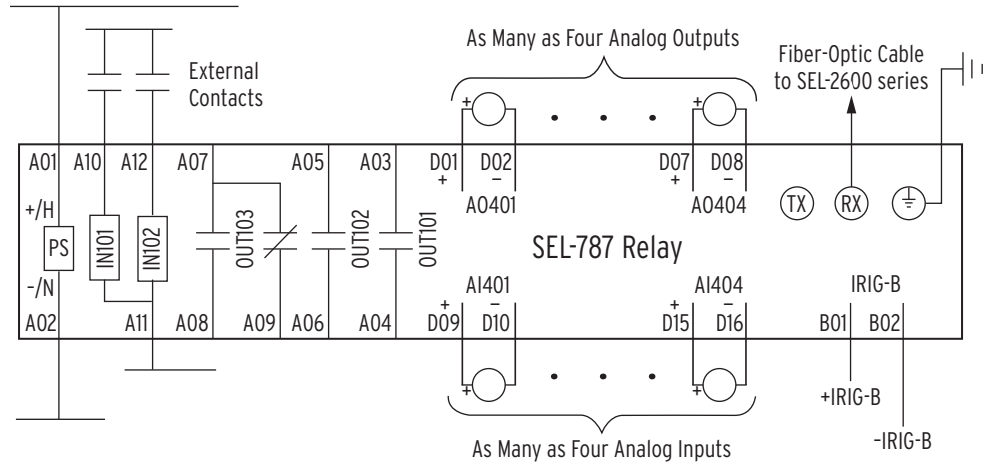 As Many as Four Analog Outputs
Fiber-Optic Cable
to SEL-2600 series
External
Contacts
+ +
A01 A10 A12 A07 A05 A03 D01 D02 D07 D08
+ – + –
AO401 AO404
TX RX
+/H
PS
–/N
IN101
IN102
OUT103
OUT102
OUT101
SEL-787 Relay
AI401 AI404
IRIG-B
+ – + –
A02 A11 A08 A09 A06 A04 D09 D10 D15 D16 B01 B02
+ +
+IRIG-B
–IRIG-B
As Many as Four Analog Inputs